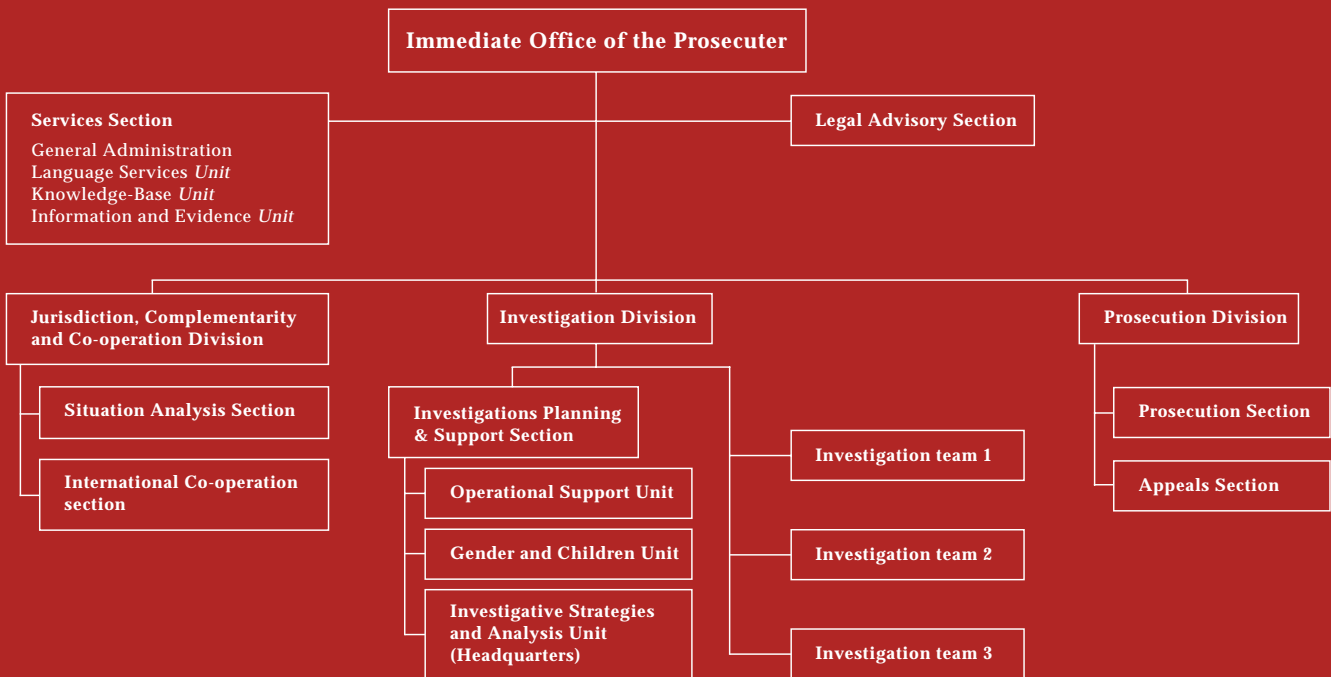 Immediate Office of the Prosecuter
Services Section
General Administration
Language Services Unit
Knowledge-Base Unit
Information and Evidence Unit
Legal Advisory Section
Jurisdiction, Complementarity
and Co-operation Division
Situation Analysis Section
International Co-operation
section
Investigation Division
Investigations Planning
& Support Section
Operational Support Unit
Gender and Children Unit
Investigative Strategies
and Analysis Unit
(Headquarters)
Investigation team 1
Investigation team 2
Investigation team 3
Prosecution Division
Prosecution Section
Appeals Section